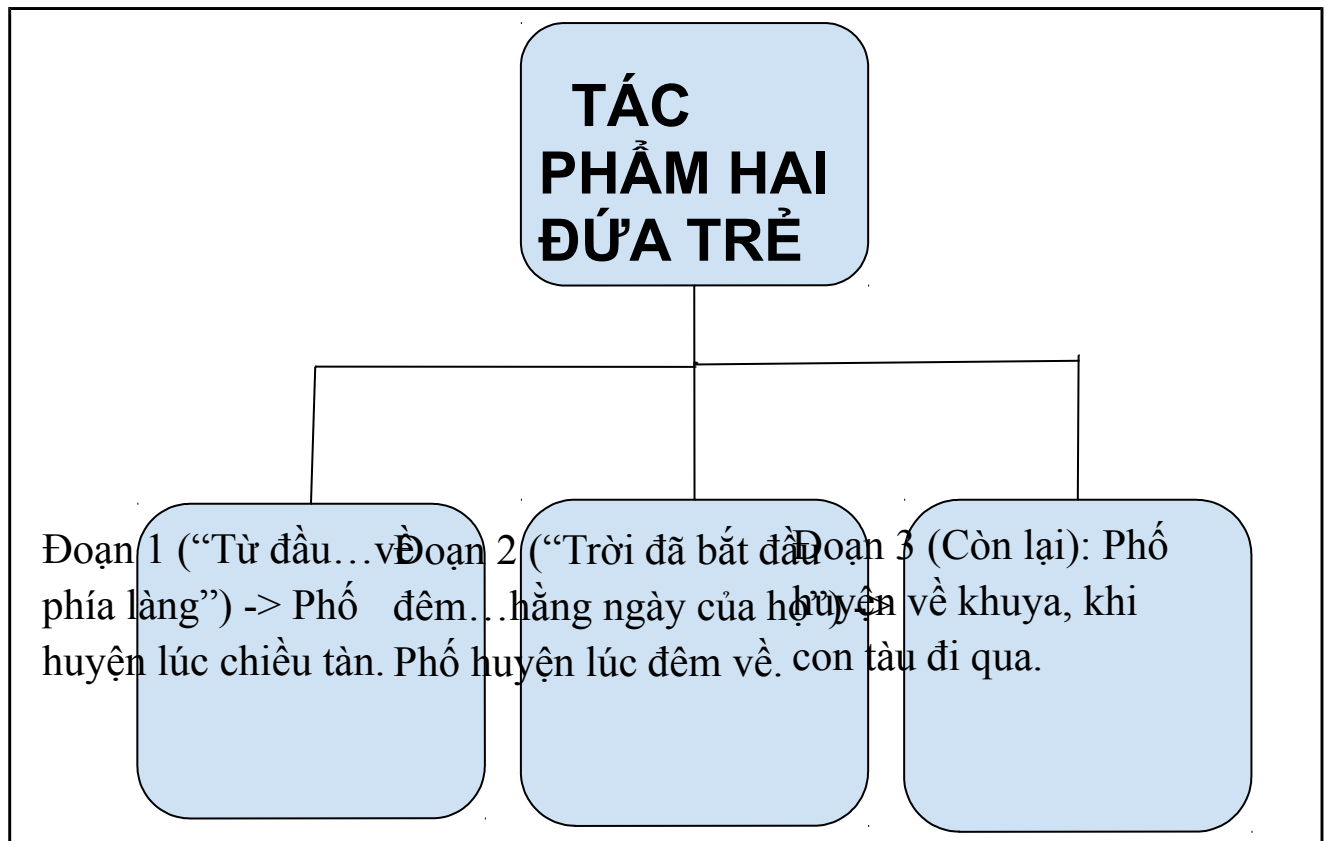 TÁC
PHẨM HAI
ĐỨA TRẺ
Đoạn 1 (“Từ đầu…về
phía làng”) -> Phố
huyện lúc chiều tàn.
Đoạn 2 (“Trời đã bắt đầu
đêm…hằng ngày của họ”) ->
Phố huyện lúc đêm về.
Đoạn 3 (Còn lại): Phố
huyện về khuya, khi
con tàu đi qua.